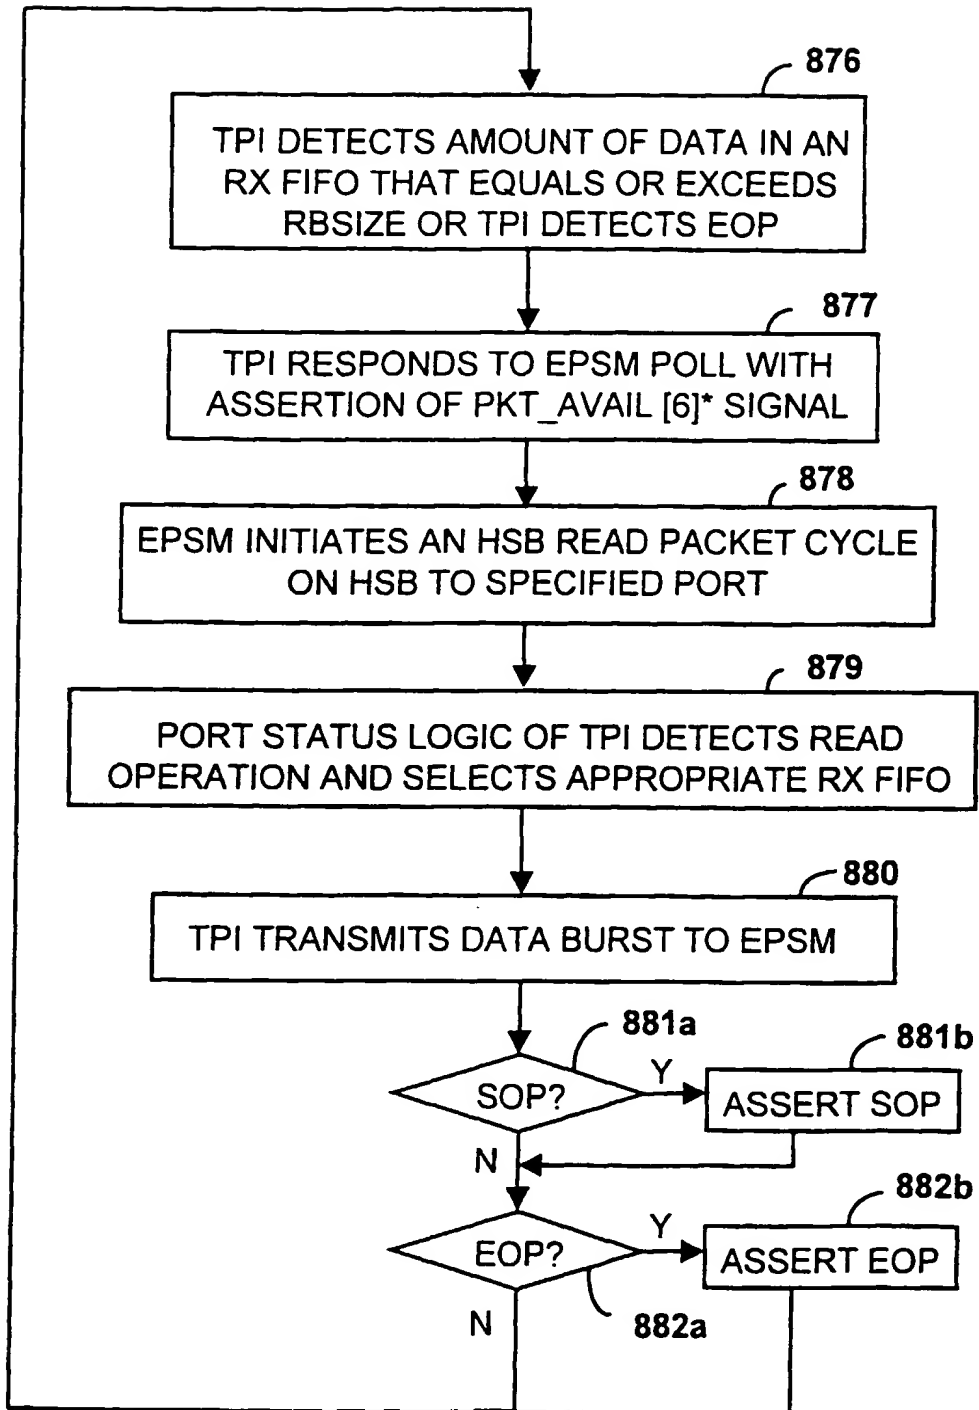 876
TPI DETECTS AMOUNT OF DATA IN AN
RX FIFO THAT EQUALS OR EXCEEDS
RBSIZE OR TPI DETECTS EOP
877
TPI RESPONDS TO EPSM POLL WITH
ASSERTION OF PKT_AVAIL [6]* SIGNAL
878
EPSM INITIATES AN HSB READ PACKET CYCLE
ON HSB TO SPECIFIED PORT
879
PORT STATUS LOGIC OF TPI DETECTS READ
OPERATION AND SELECTS APPROPRIATE RX FIFO
880
TPI TRANSMITS DATA BURST TO EPSM
881a
881b
SOP?
Y
ASSERT SOP
N
882b
EOP?
Y
ASSERT EOP
N
882a